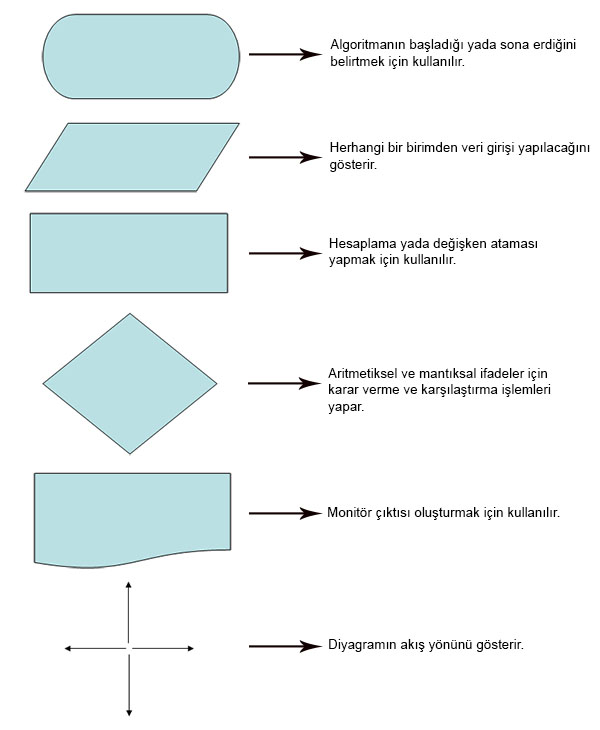 Algoritmanın başladığı yada sona erdiğini
belirtmek için kullanılır.
Herhangi bir birimden veri girişi yapılacağını
gösterir.
Hesaplama yada değişken ataması
yapmak için kullanılır.
Aritmetiksel ve mantıksal ifadeler için
karar verme ve karşılaştırma işlemleri
yapar.
Monitör çıktısı oluşturmak için kullanılır.
Diyagramın akış yönünü gösterir.